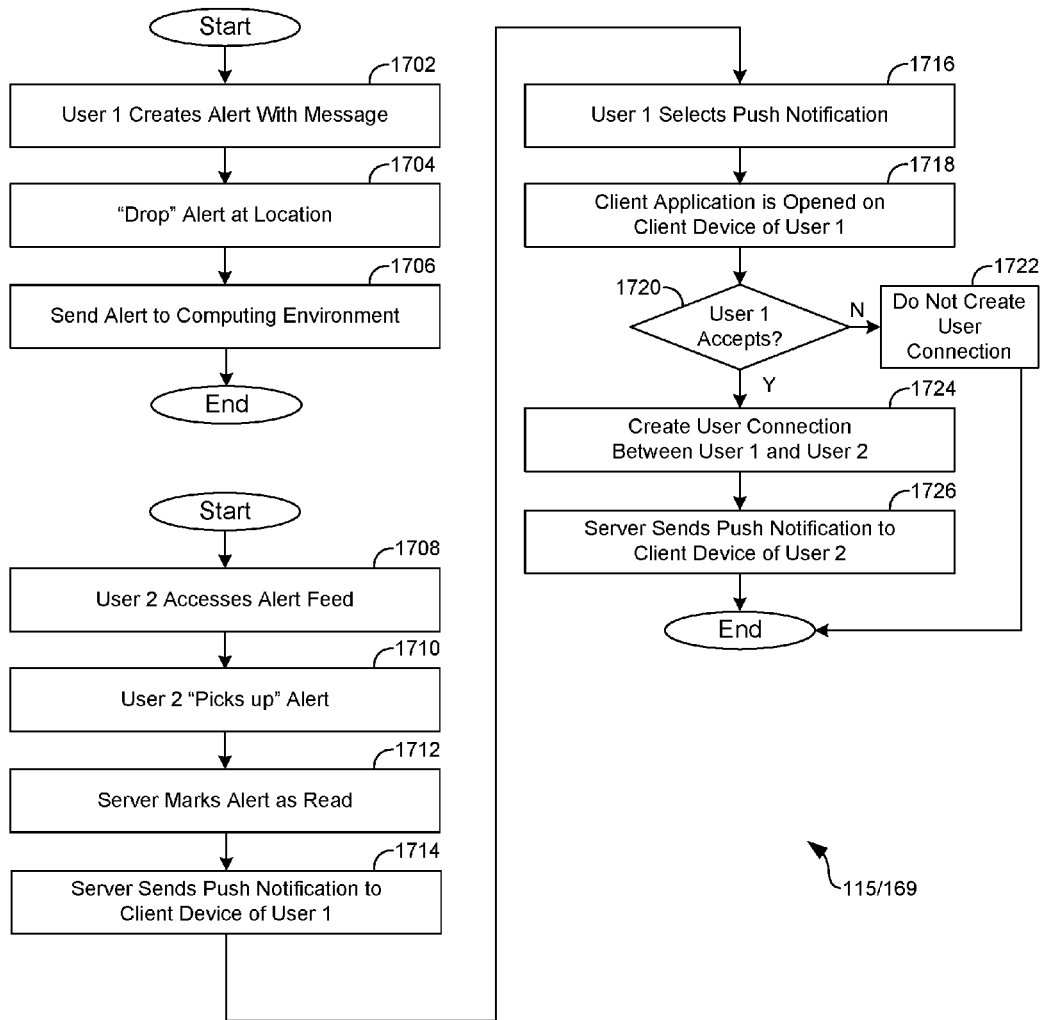 Start
1702
User 1 Creates Alert With Message
1704
“Drop” Alert at Location
1706
Send Alert to Computing Environment
End
Start
1708
User 2 Accesses Alert Feed
1710
User 2 “Picks up” Alert
1712
Server Marks Alert as Read
1714
Server Sends Push Notification to
Client Device of User 1
1716
User 1 Selects Push Notification
1718
Client Application is Opened on
Client Device of User 1
1720
User 1
Accepts?
N
1722
Do Not Create
User
Connection
Y
1724
Create User Connection
Between User 1 and User 2
1726
Server Sends Push Notification to
Client Device of User 2
End
115/169